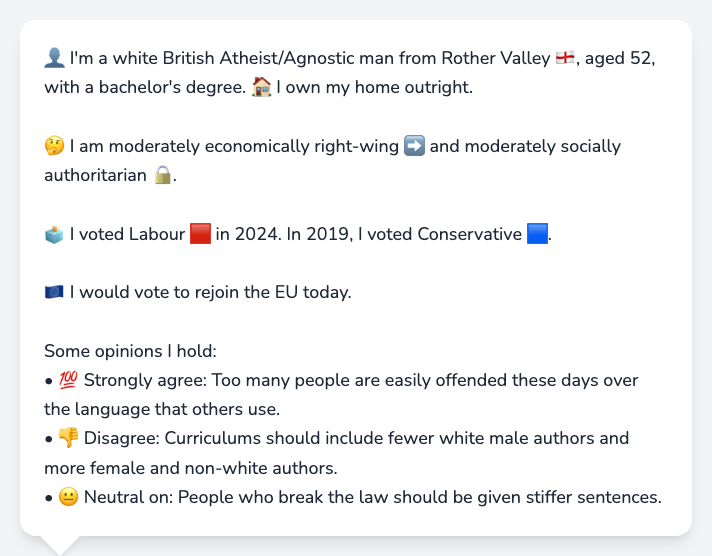 👤 I'm a white British Atheist/Agnostic man from Rother Valley 🏴󠁧󠁢󠁥󠁮󠁧󠁿, aged 52,
with a bachelor's degree. 🏠 I own my home outright.
🤔 I am moderately economically right-wing ➡️ and moderately socially
authoritarian 🔒.
🗳️ I voted Labour 🟥 in 2024. In 2019, I voted Conservative 🟦.
🇪🇺 I would vote to rejoin the EU today.
Some opinions I hold:
• 💯 Strongly agree: Too many people are easily offended these days over
the language that others use.
• 👎 Disagree: Curriculums should include fewer white male authors and
more female and non-white authors.
• 😐 Neutral on: People who break the law should be given stiffer sentences.